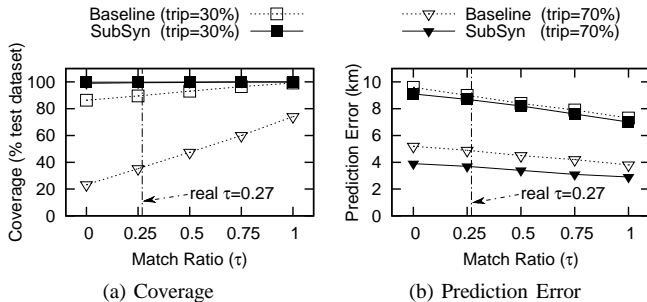 Baseline (trip=30%)
SubSyn (trip=30%)
Baseline (trip=70%)
SubSyn (trip=70%)
Coverage (% test dataset)
100
80
60
40
20
0
real τ=0.27
0 0.25 0.5 0.75 1
Match Ratio (τ)
(a) Coverage
Prediction Error (km)
10
8
6
4
2
0
real τ=0.27
0 0.25 0.5 0.75 1
Match Ratio (τ)
(b) Prediction Error